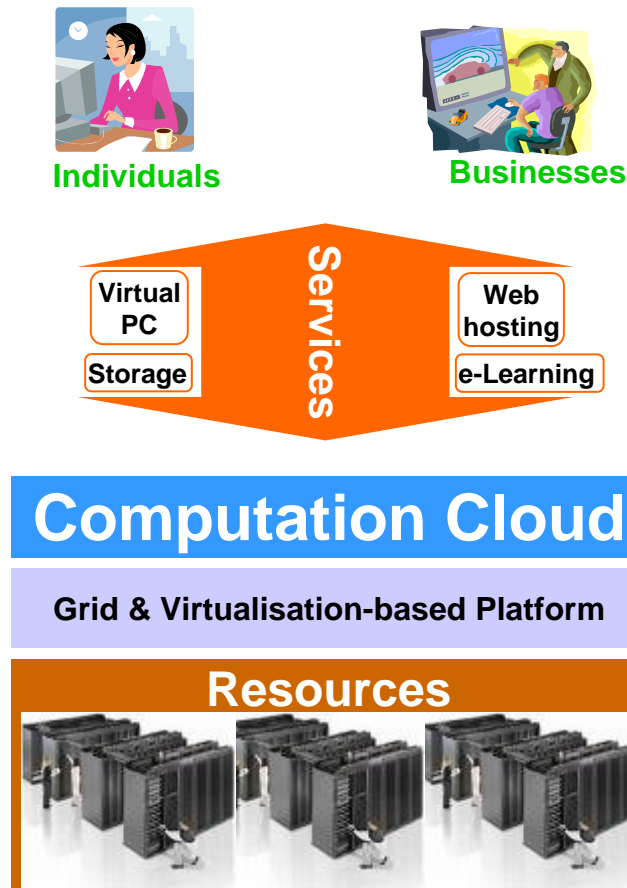 Individuals
Businesses
Services
Virtual
PC
Web
hosting
Storage
e-Learning
Computation Cloud
Grid & Virtualisation-based Platform
Resources